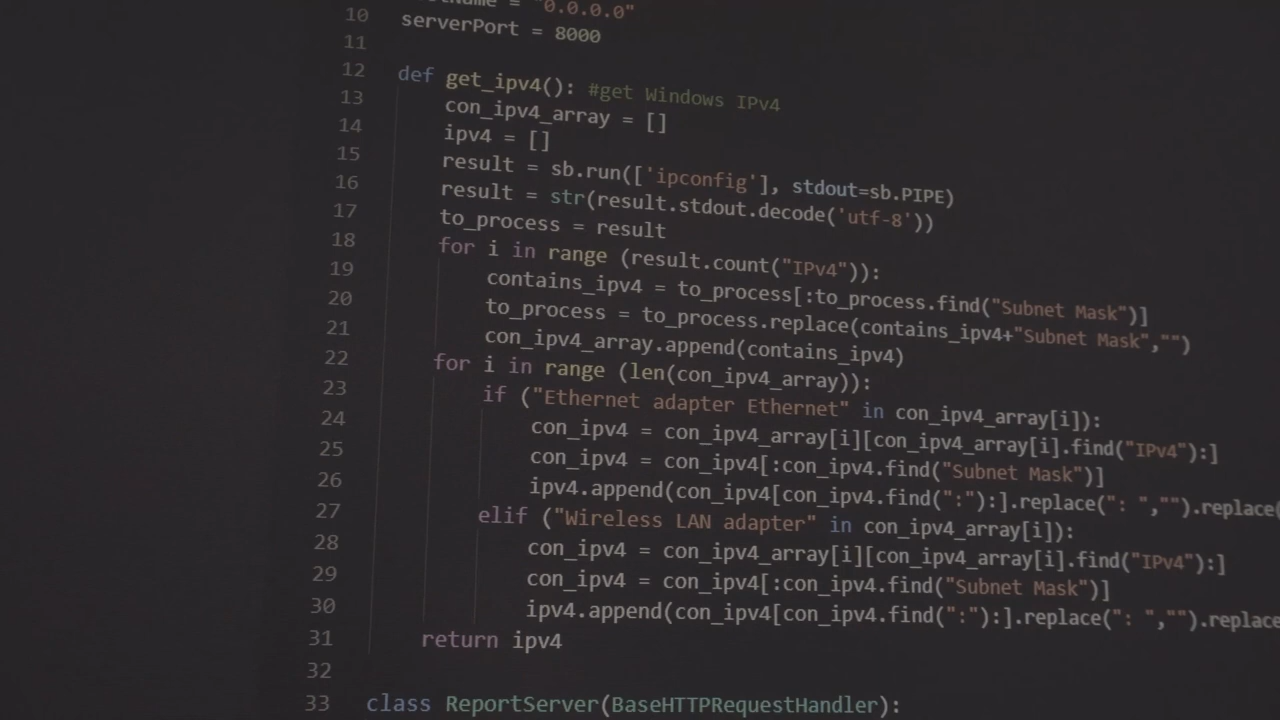 = "0.0.0.0"
10 serverPort = 8000
11
12 def get_ipv4(): #get Windows IPv4
13 con_ipv4_array = []
14 ipv4 = []
15 result = sb.run(['ipconfig'], stdout=sb.PIPE)
16 result = str(result.stdout.decode('utf-8'))
17 to_process = result
18 for i in range (result.count("IPv4")):
19 contains_ipv4 = to_process[:to_process.find("Subnet Mask")]
20 to_process = to_process.replace(contains_ipv4+"Subnet Mask","")
21 con_ipv4_array.append(contains_ipv4)
22 for i in range (len(con_ipv4_array)):
23 if ("Ethernet adapter Ethernet" in con_ipv4_array[i]):
24 con_ipv4 = con_ipv4_array[i][con_ipv4_array[i].find("IPv4"):]
25 con_ipv4 = con_ipv4[:con_ipv4.find("Subnet Mask")]
26 ipv4.append(con_ipv4[con_ipv4.find(":"):].replace(": ","").replace(
27 elif ("Wireless LAN adapter" in con_ipv4_array[i]):
28 con_ipv4 = con_ipv4_array[i][con_ipv4_array[i].find("IPv4"):]
29 con_ipv4 = con_ipv4[:con_ipv4.find("Subnet Mask")]
30 ipv4.append(con_ipv4[con_ipv4.find(":"):].replace(": ","").replace
31 return ipv4
32
33 class ReportServer(BaseHTTPRequestHandler):